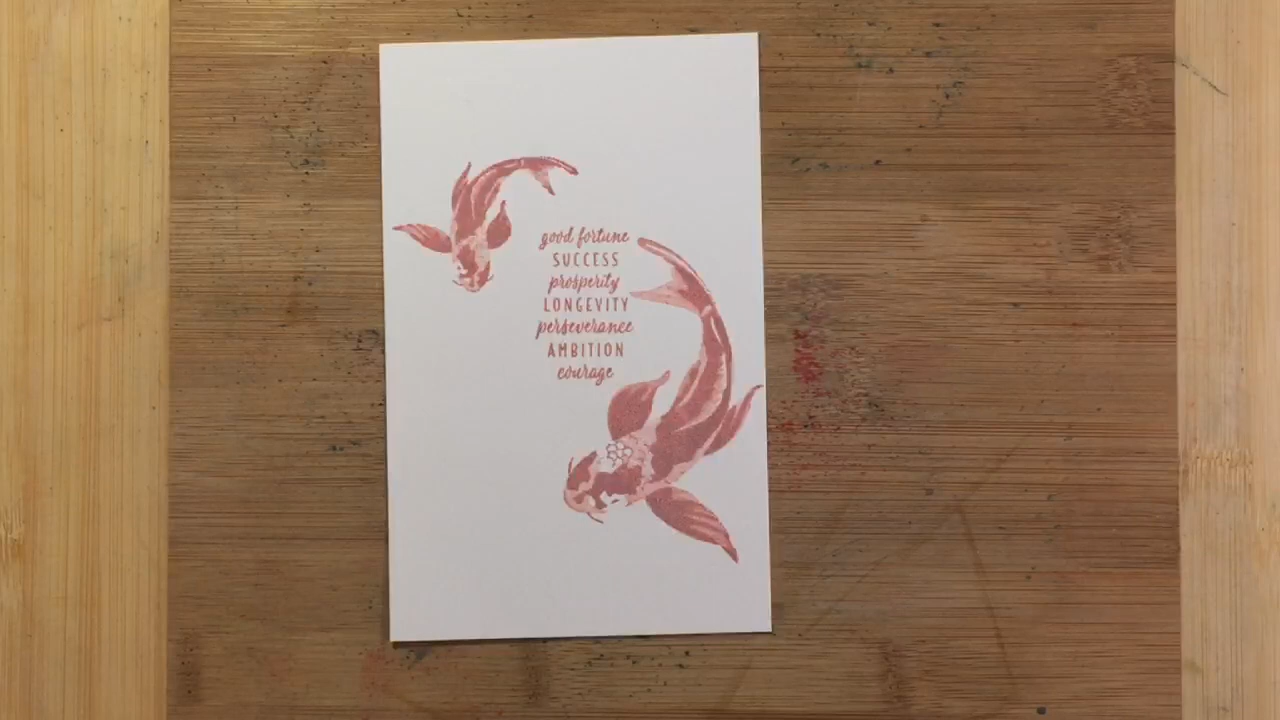 good fortune
SUCCESS
prosperity
LONGEVITY
perseverance
AMBITION
courage